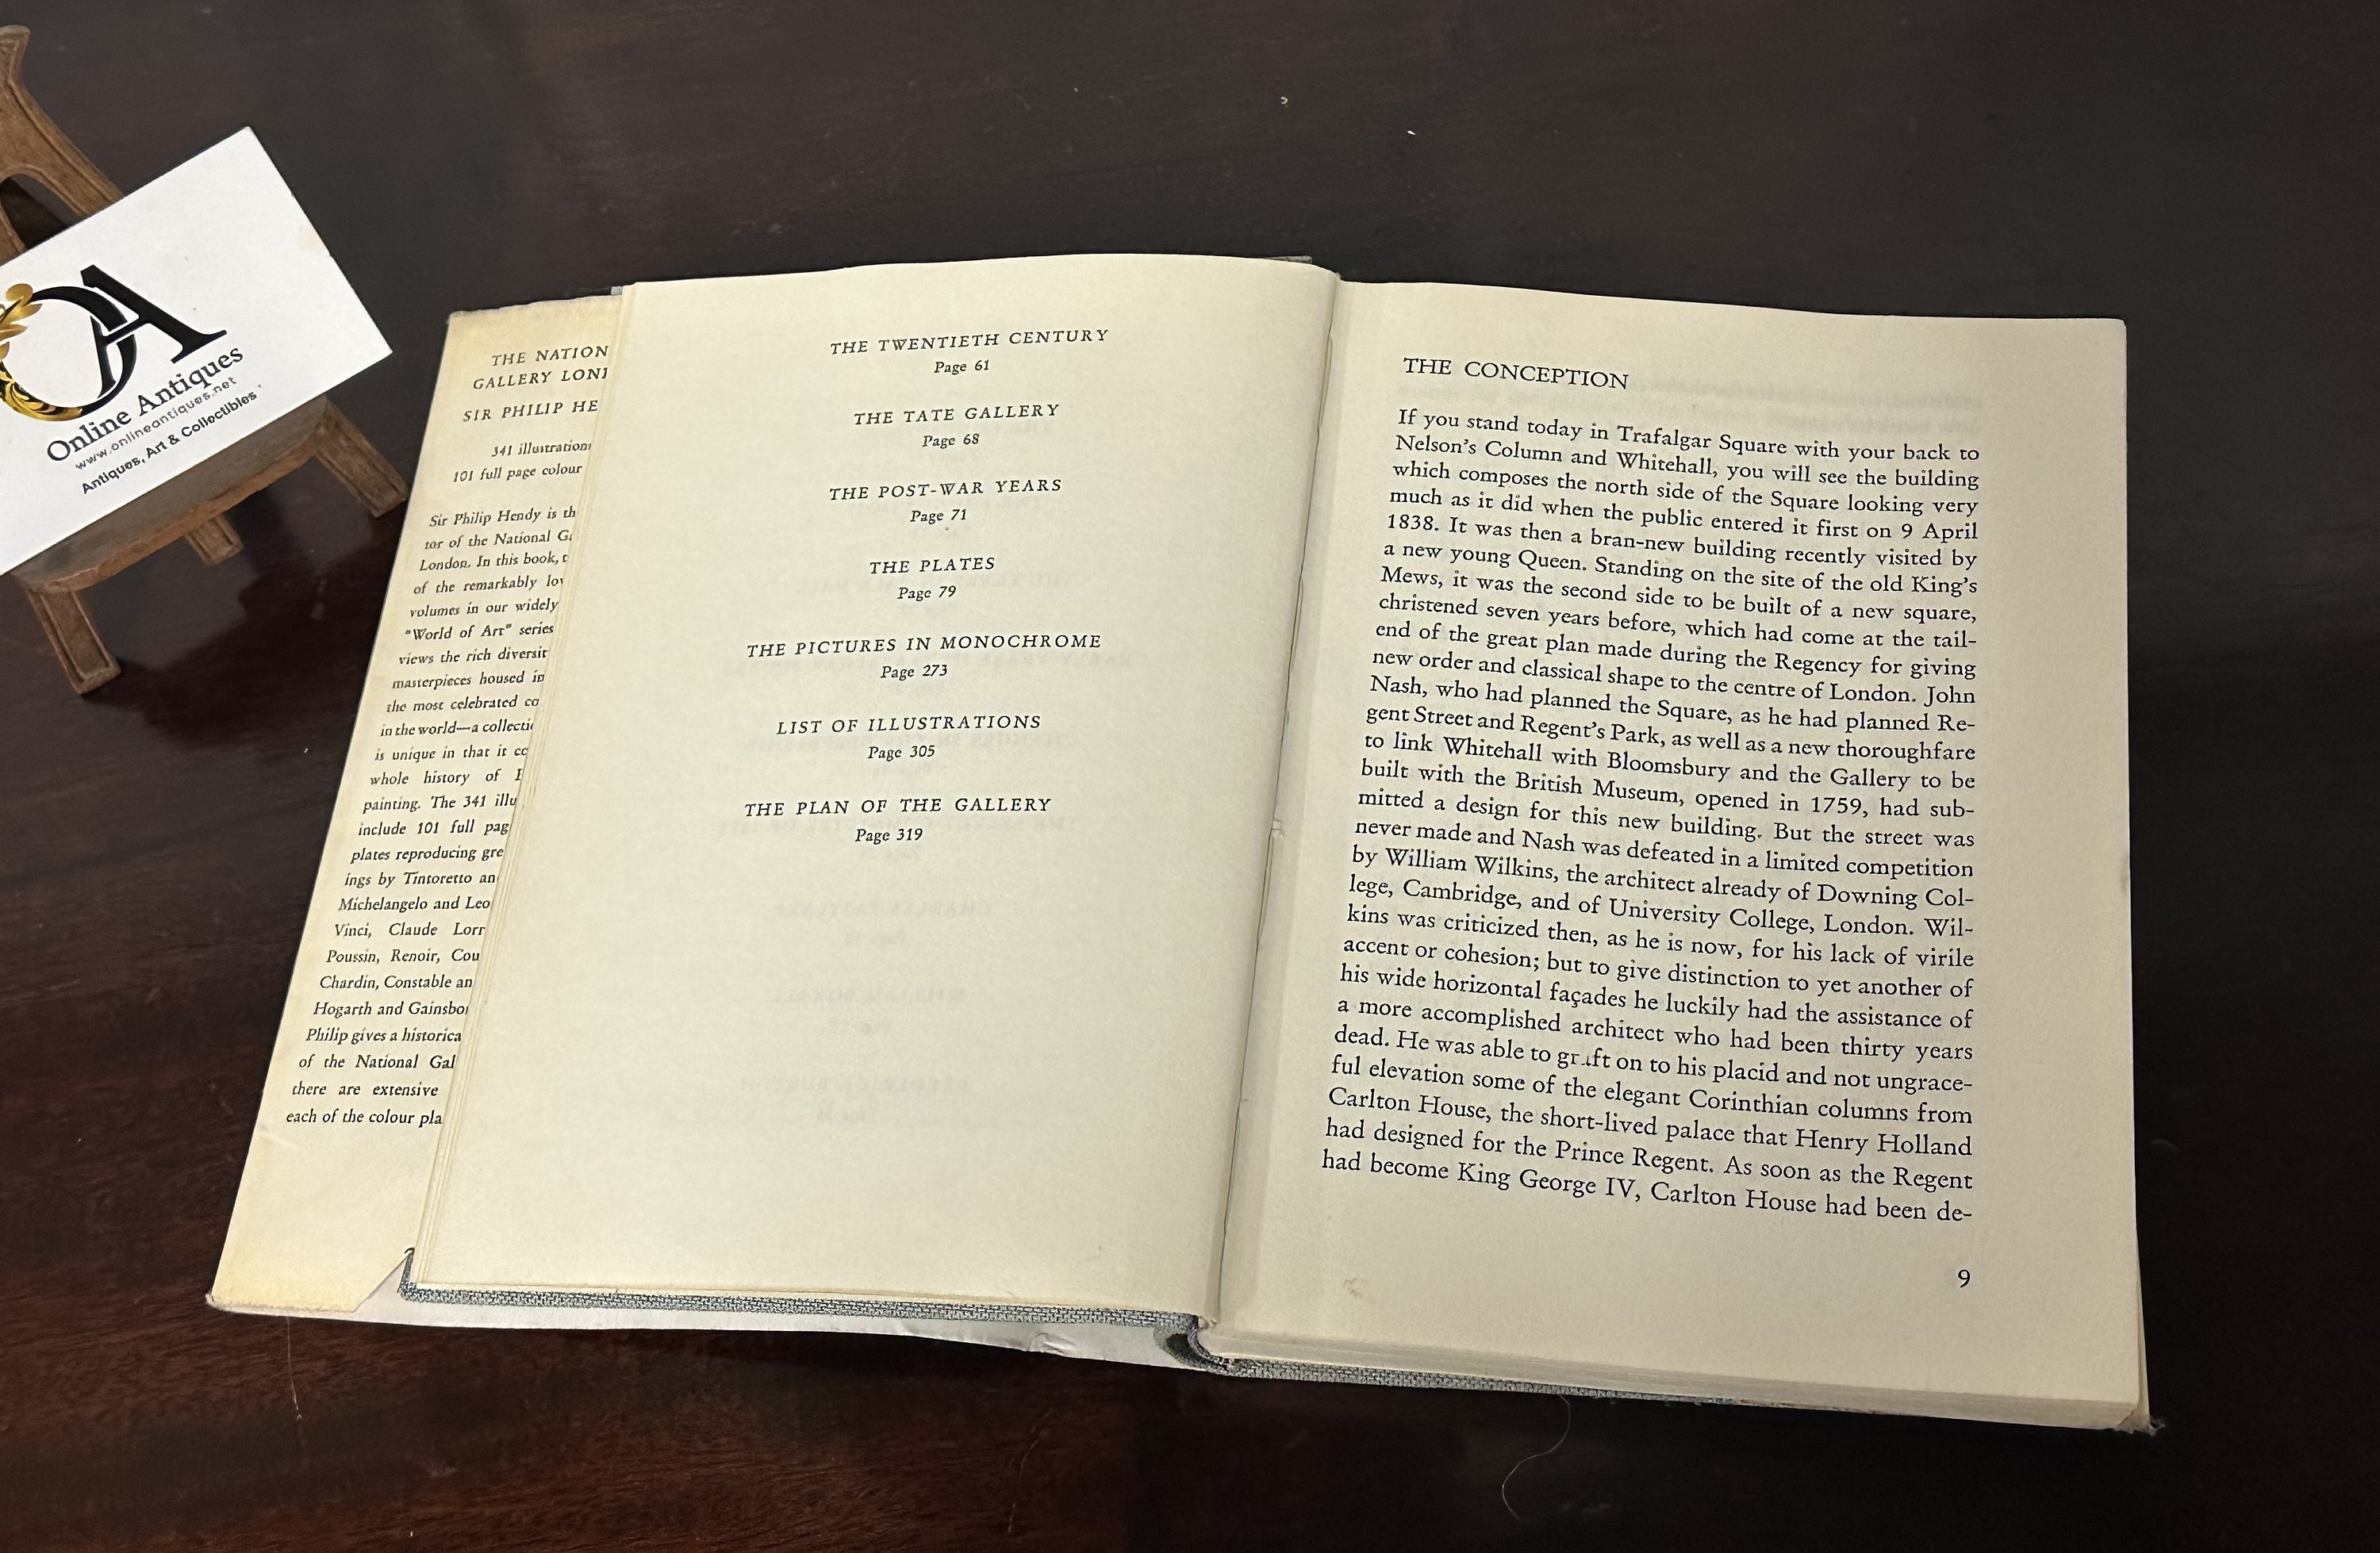 OA
Online Antiques
www.onlineantiques.net
Antiques, Art & Collectibles
THE NATION
GALLERY LON
SIR PHILIP HE
341 illustrations
101 full page colour
Sir Philip Hendy is th
tor of the National Ga
London. In this book, t
of the remarkably lov
volumes in our widely
"World of Art" series
views the rich diversit
masterpieces housed in
the most celebrated co
in the world—a collecti
is unique in that it co
whole history of E
painting. The 341 illu
include 101 full pag
plates reproducing gre
ings by Tintoretto an
Michelangelo and Leo
Vinci, Claude Lorr
Poussin, Renoir, Cou
Chardin, Constable an
Hogarth and Gainsbor
Philip gives a historica
of the National Gal
there are extensive
each of the colour pla
THE TWENTIETH CENTURY
Page 61
THE TATE GALLERY
Page 68
THE POST-WAR YEARS
Page 71
THE PLATES
Page 79
THE PICTURES IN MONOCHROME
Page 273
LIST OF ILLUSTRATIONS
Page 305
THE PLAN OF THE GALLERY
Page 319
THE CONCEPTION
If you stand today in Trafalgar Square with your back to
Nelson's Column and Whitehall, you will see the building
which composes the north side of the Square looking very
much as it did when the public entered it first on 9 April
1838. It was then a bran-new building recently visited by
a new young Queen. Standing on the site of the old King's
Mews, it was the second side to be built of a new square,
christened seven years before, which had come at the tail-
end of the great plan made during the Regency for giving
new order and classical shape to the centre of London. John
Nash, who had planned the Square, as he had planned Re-
gent Street and Regent's Park, as well as a new thoroughfare
to link Whitehall with Bloomsbury and the Gallery to be
built with the British Museum, opened in 1759, had sub-
mitted a design for this new building. But the street was
never made and Nash was defeated in a limited competition
by William Wilkins, the architect already of Downing Col-
lege, Cambridge, and of University College, London. Wil-
kins was criticized then, as he is now, for his lack of virile
accent or cohesion; but to give distinction to yet another of
his wide horizontal façades he luckily had the assistance of
a more accomplished architect who had been thirty years
dead. He was able to graft on to his placid and not ungrace-
ful elevation some of the elegant Corinthian columns from
Carlton House, the short-lived palace that Henry Holland
had designed for the Prince Regent. As soon as the Regent
had become King George IV, Carlton House had been de-
9